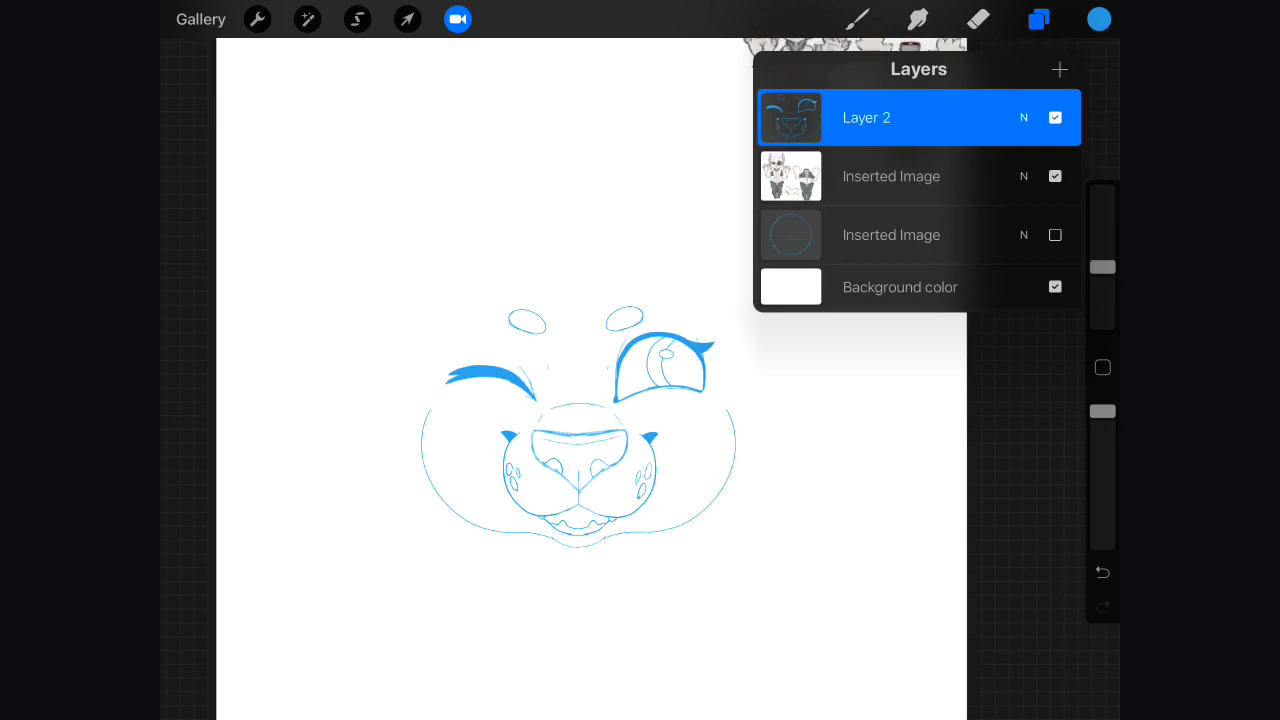 Gallery
Layers
Layer 2 N
Inserted Image N
Inserted Image N
Background color